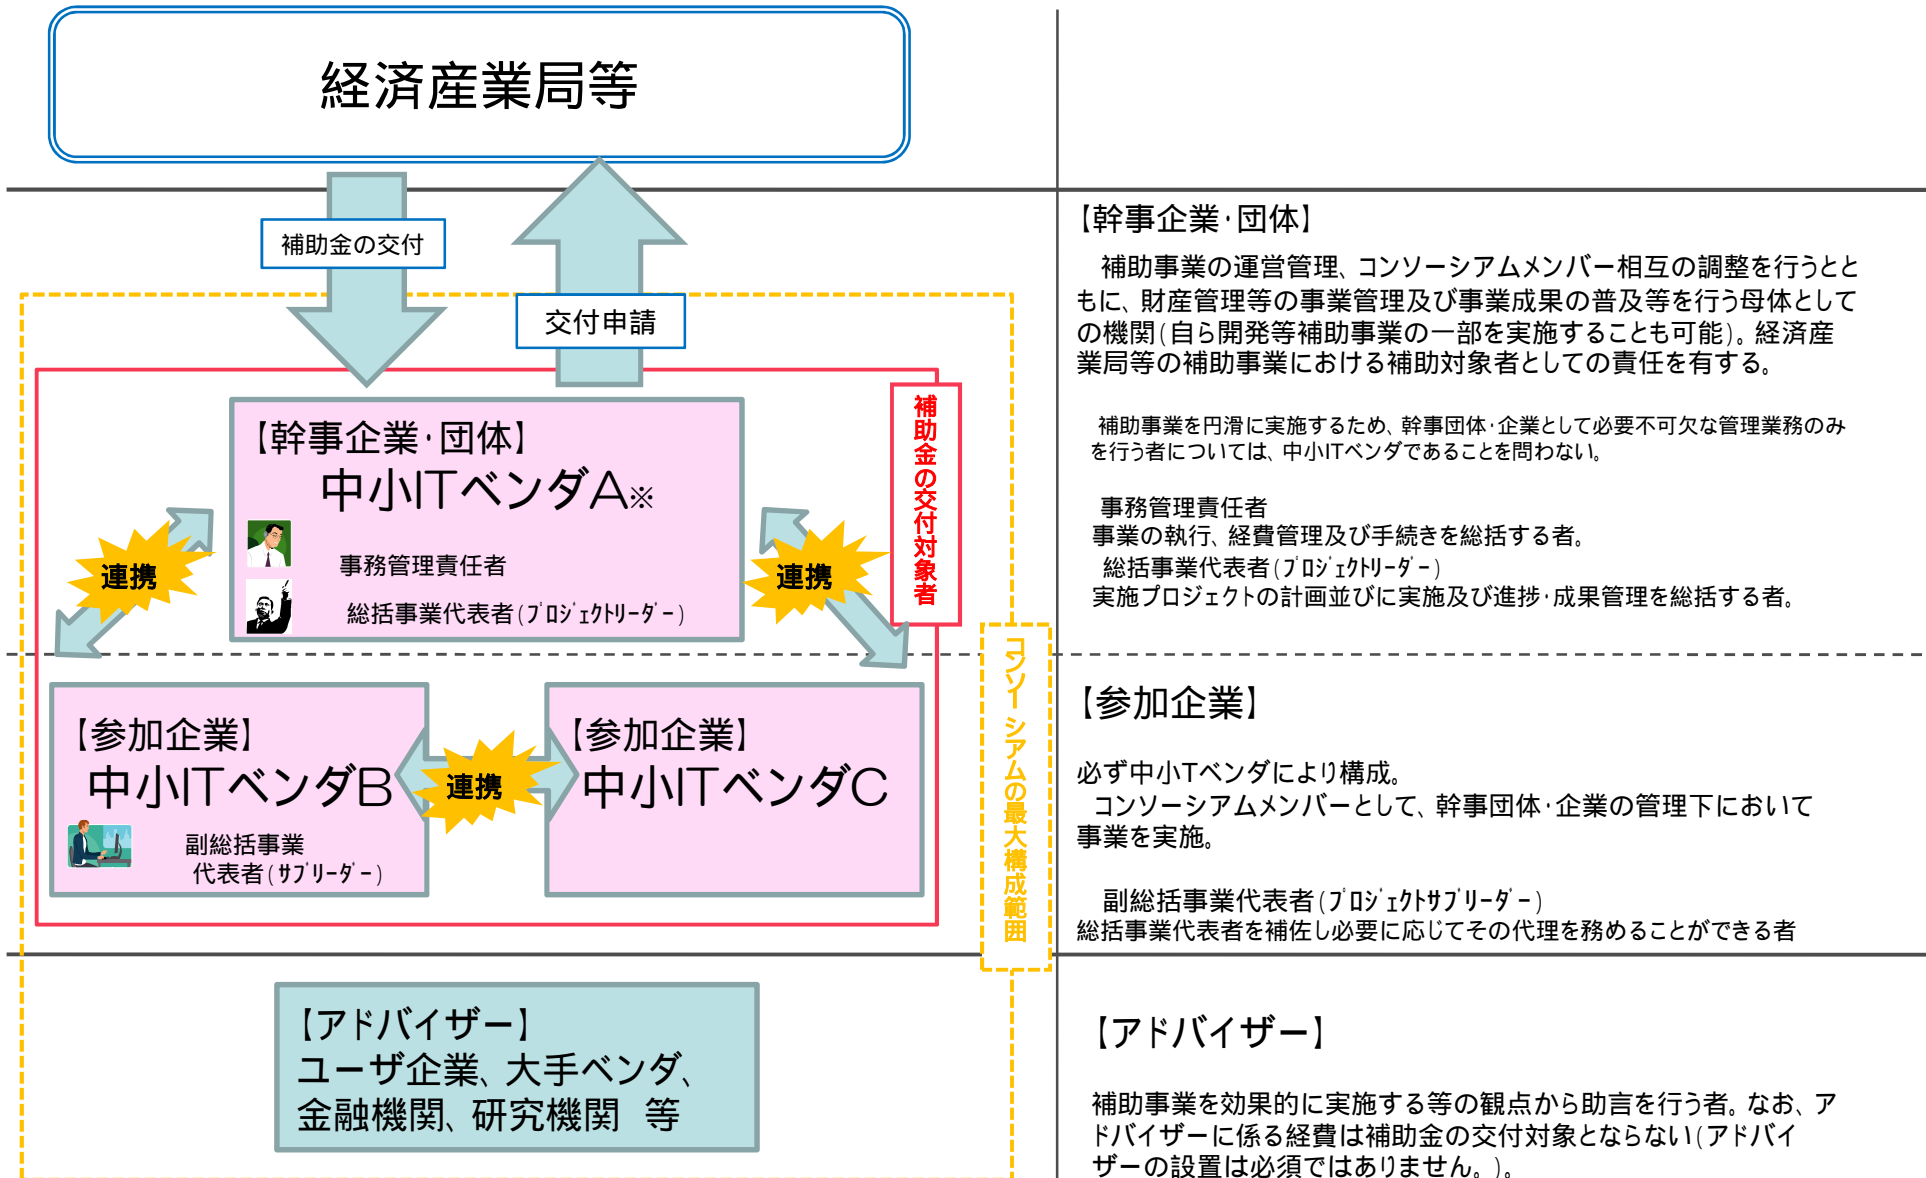 経済産業局等
補助金の交付
交付申請
補助金の交付対象者
【幹事企業・団体】
中小ITベンダA※
事務管理責任者
総括事業代表者(ﾌﾟﾛｼﾞｪｸﾄﾘｰﾀﾞｰ)
連携
連携
【参加企業】
中小ITベンダB
副総括事業
代表者(ｻﾌﾞﾘｰﾀﾞｰ)
連携
【参加企業】
中小ITベンダC
コンソーシアムの最大構成範囲
【アドバイザー】
ユーザ企業、大手ベンダ、
金融機関、研究機関 等
【幹事企業・団体】
補助事業の運営管理、コンソーシアムメンバー相互の調整を行うとと
もに、財産管理等の事業管理及び事業成果の普及等を行う母体として
の機関(自ら開発等補助事業の一部を実施することも可能)。経済産
業局等の補助事業における補助対象者としての責任を有する。
補助事業を円滑に実施するため、幹事団体・企業として必要不可欠な管理業務のみ
を行う者については、中小ITベンダであることを問わない。
事務管理責任者
事業の執行、経費管理及び手続きを総括する者。
総括事業代表者(ﾌﾟﾛｼﾞｪｸﾄﾘｰﾀﾞｰ)
実施プロジェクトの計画並びに実施及び進捗・成果管理を総括する者。
【参加企業】
必ず中小Tベンダにより構成。
コンソーシアムメンバーとして、幹事団体・企業の管理下において
事業を実施。
副総括事業代表者(ﾌﾟﾛｼﾞｪｸﾄｻﾌﾞﾘｰﾀﾞｰ)
総括事業代表者を補佐し必要に応じてその代理を務めることができる者
【アドバイザー】
補助事業を効果的に実施する等の観点から助言を行う者。なお、ア
ドバイザーに係る経費は補助金の交付対象とならない(アドバイ
ザーの設置は必須ではありません。)。